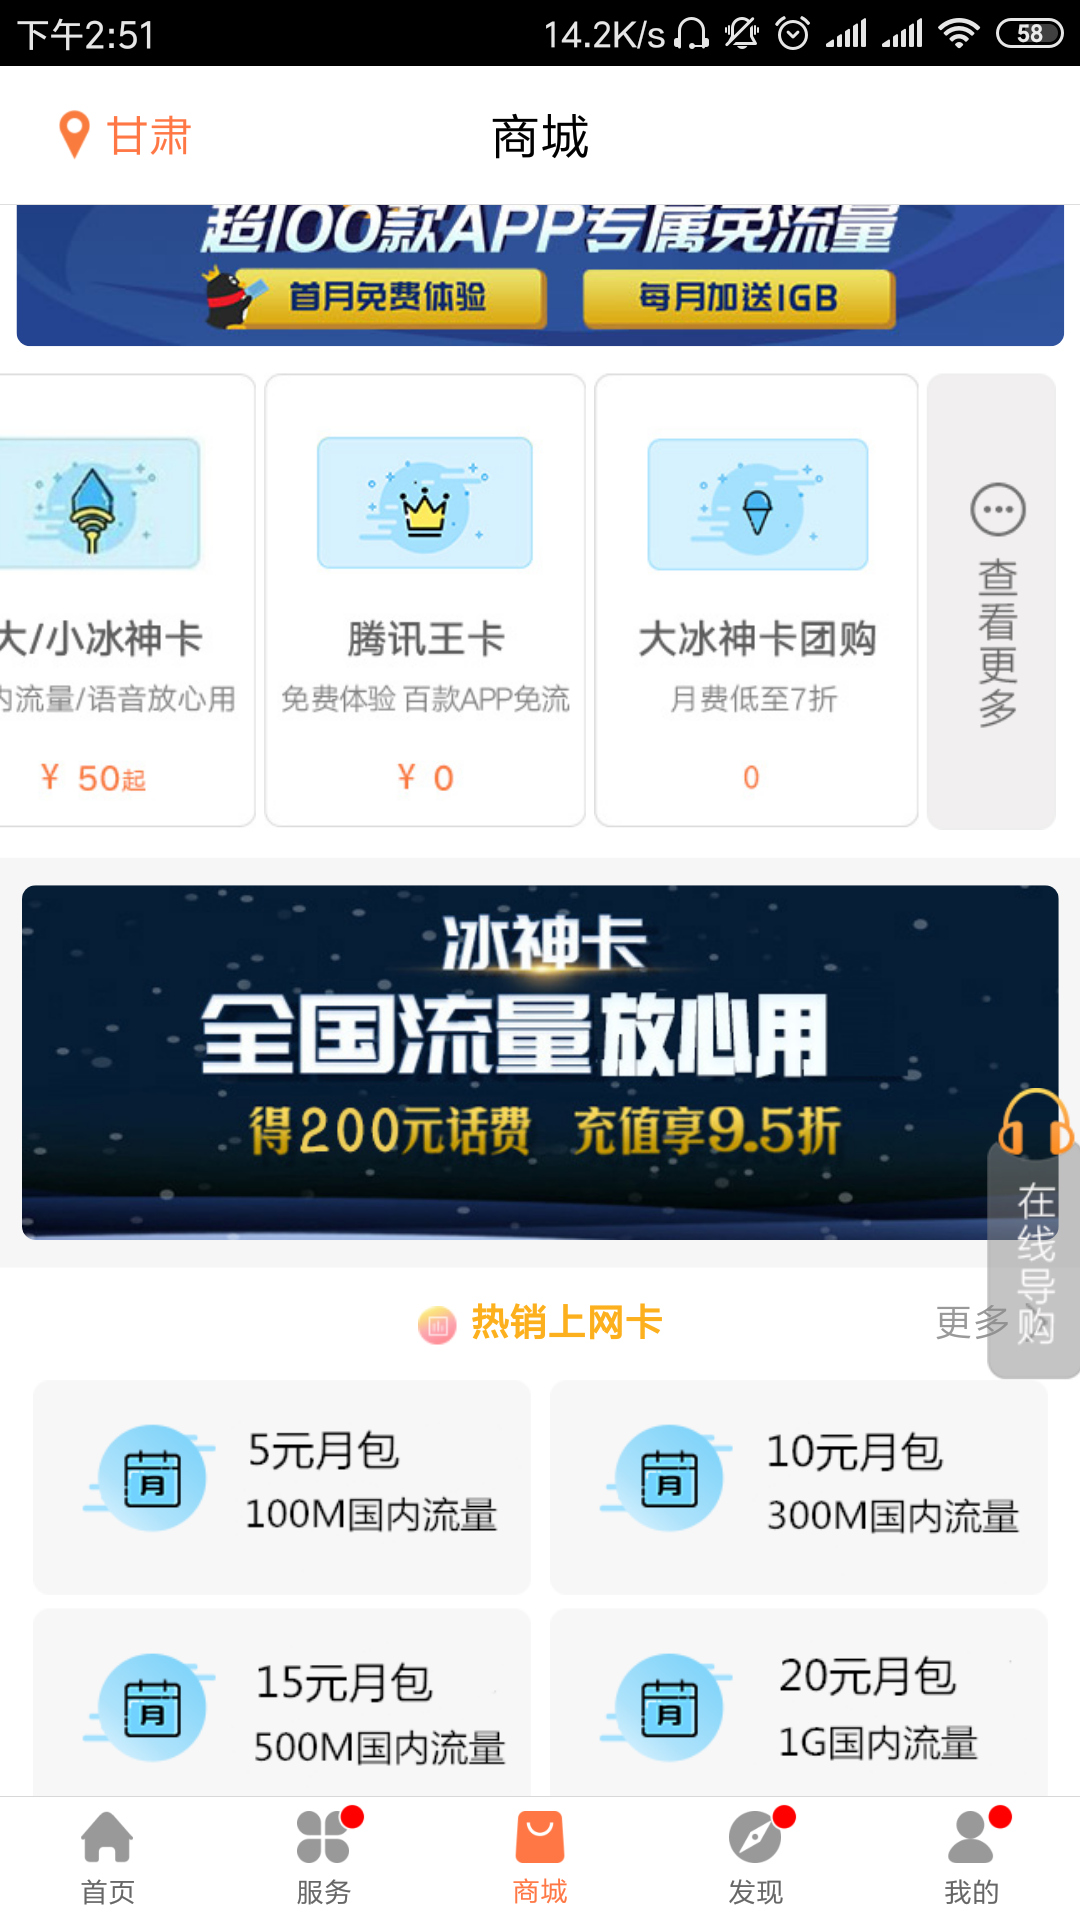 下午2:51
14.2K/s
58
甘肃
商城
超100款APP专属免流量
首月免费体验
每月加送1GB
大/小冰神卡
内流量/语音放心用
¥ 50起
腾讯王卡
免费体验 百款APP免流
¥ 0
大冰神卡团购
月费低至7折
0
查看更多
冰神卡
全国流量放心用
得200元话费 充值享9.5折
在线导购
热销上网卡
更多
5元月包
100M国内流量
10元月包
300M国内流量
15元月包
500M国内流量
20元月包
1G国内流量
月
月
月
月
首页
服务
商城
发现
我的